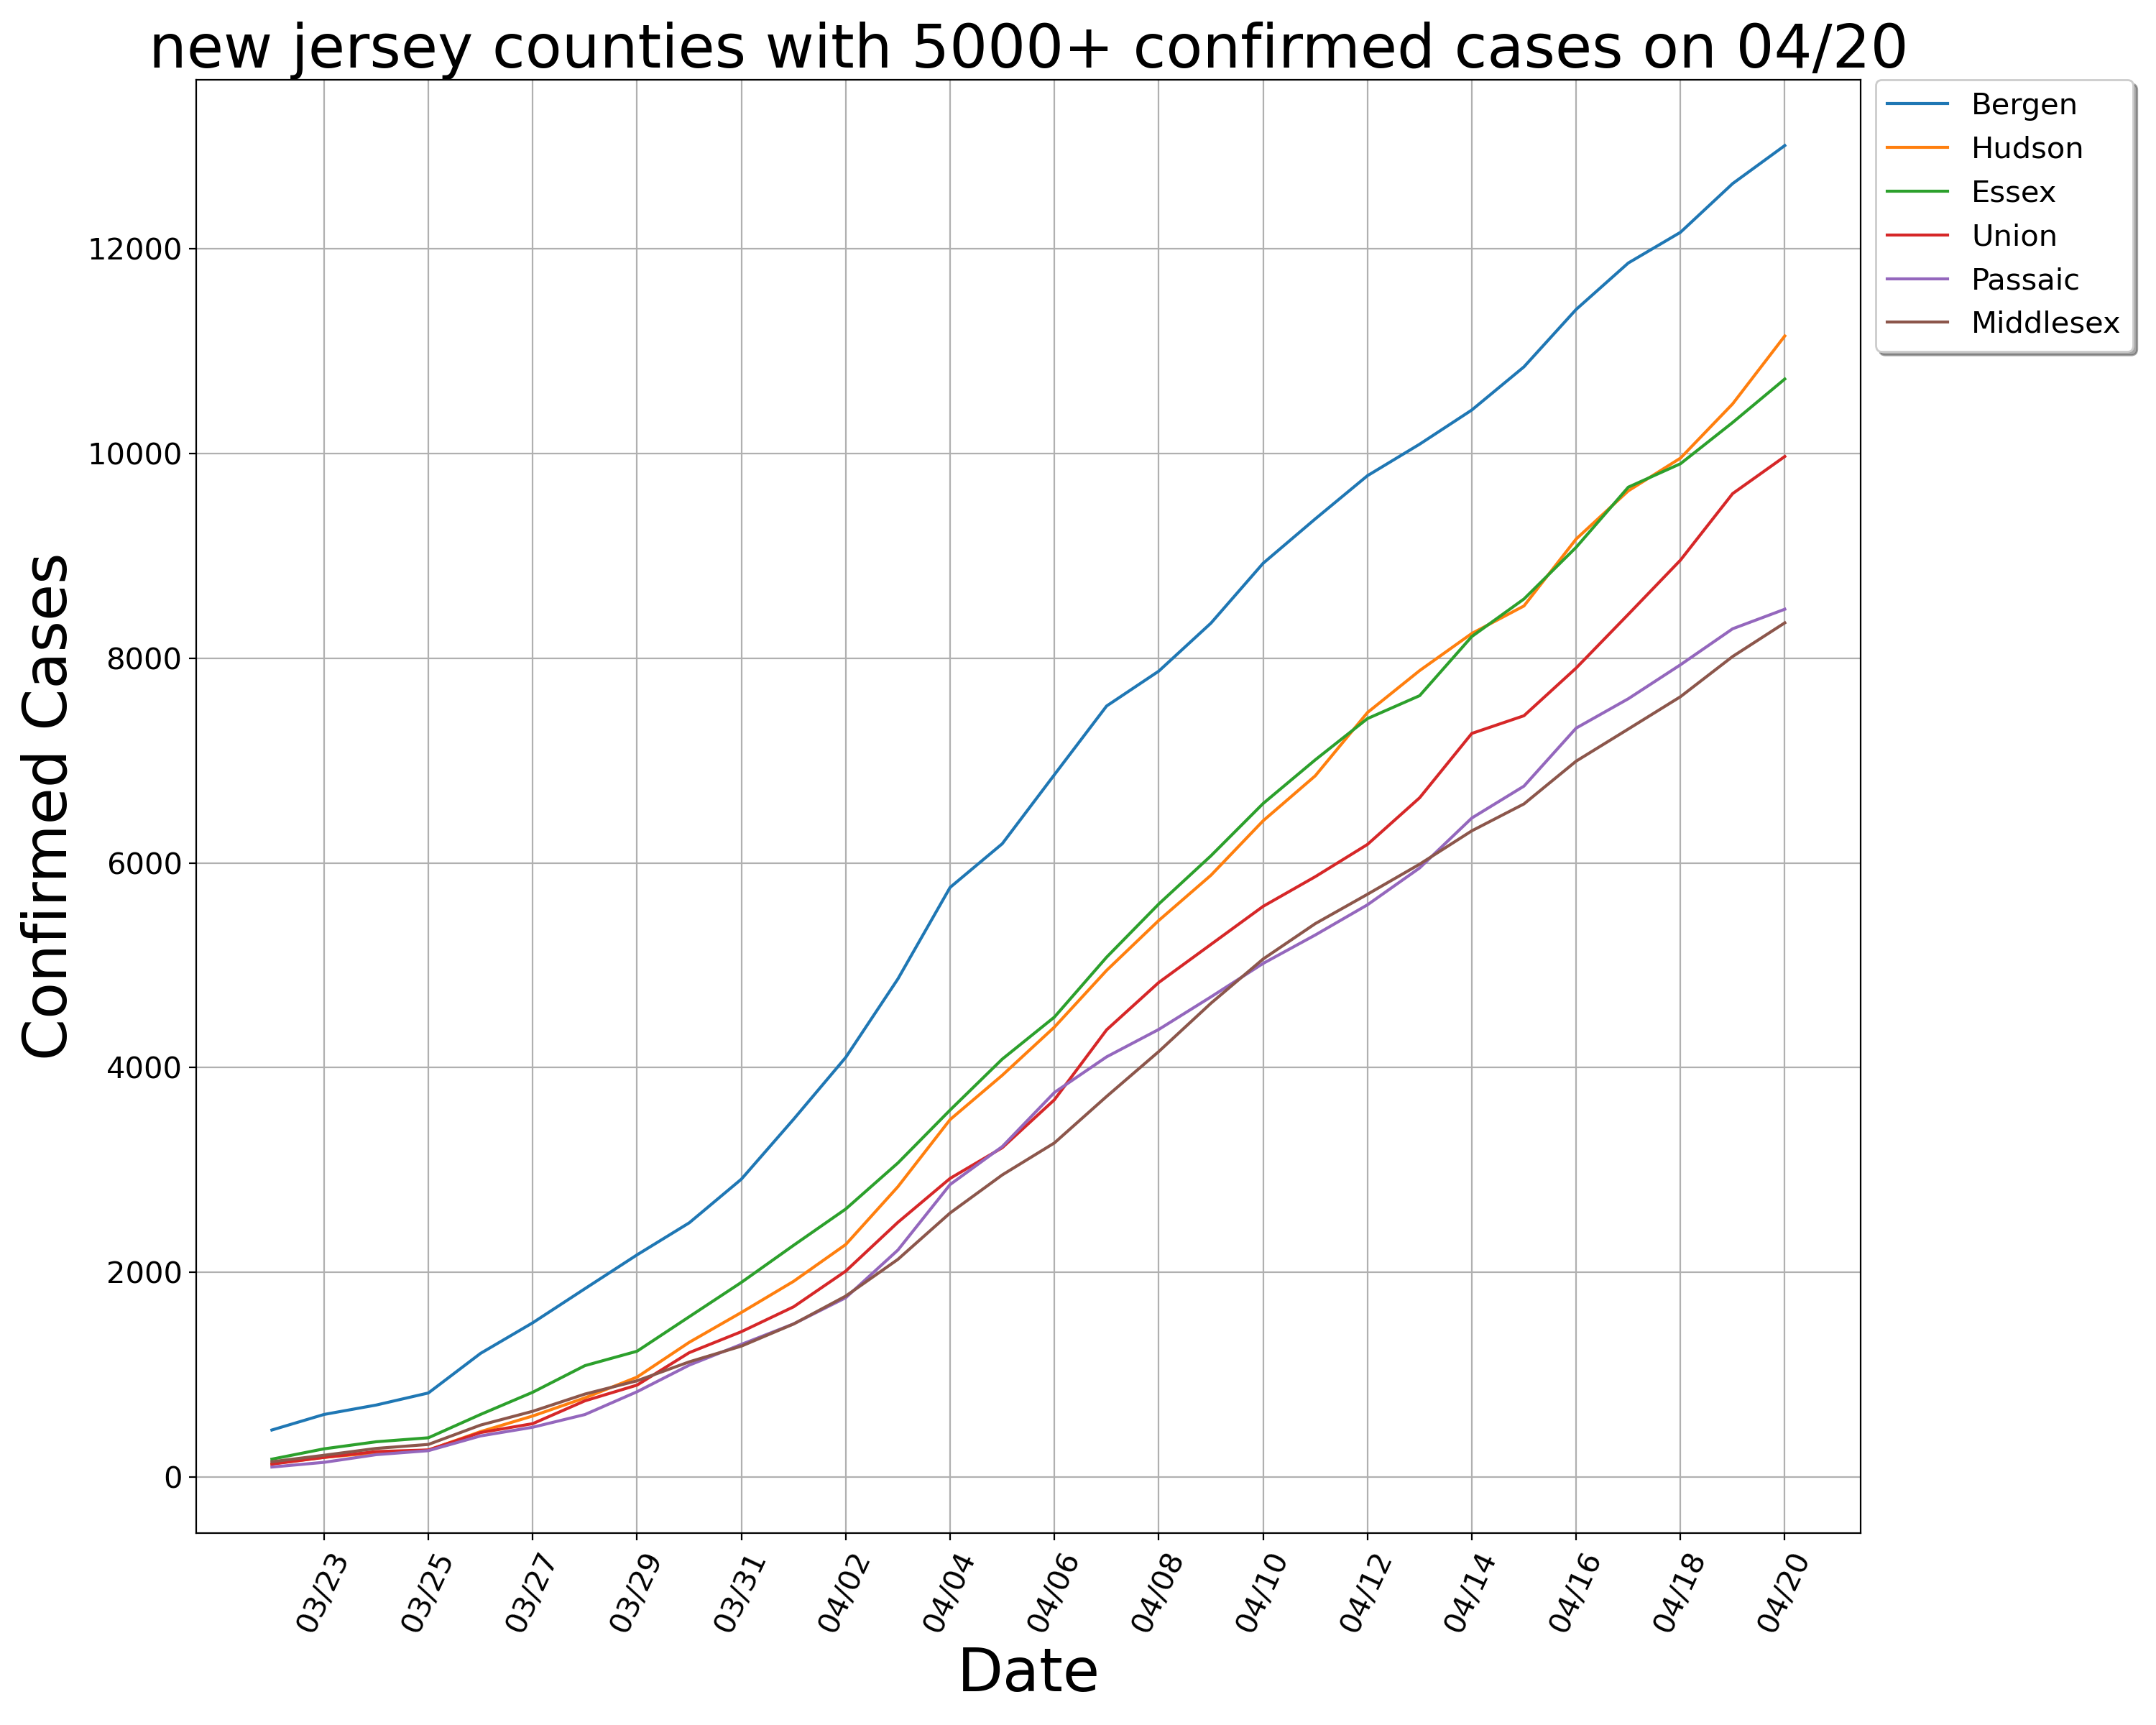 new jersey counties with 5000+ confirmed cases on 04/20
Bergen
Hudson
Essex
Union
Passaic
Middlesex
Confirmed Cases
12000
10000
8000
6000
4000
2000
0
03/23
03/25
03/27
03/29
03/31
04/02
04/04
04/06
04/08
04/10
04/12
04/14
04/16
04/18
04/20
Date